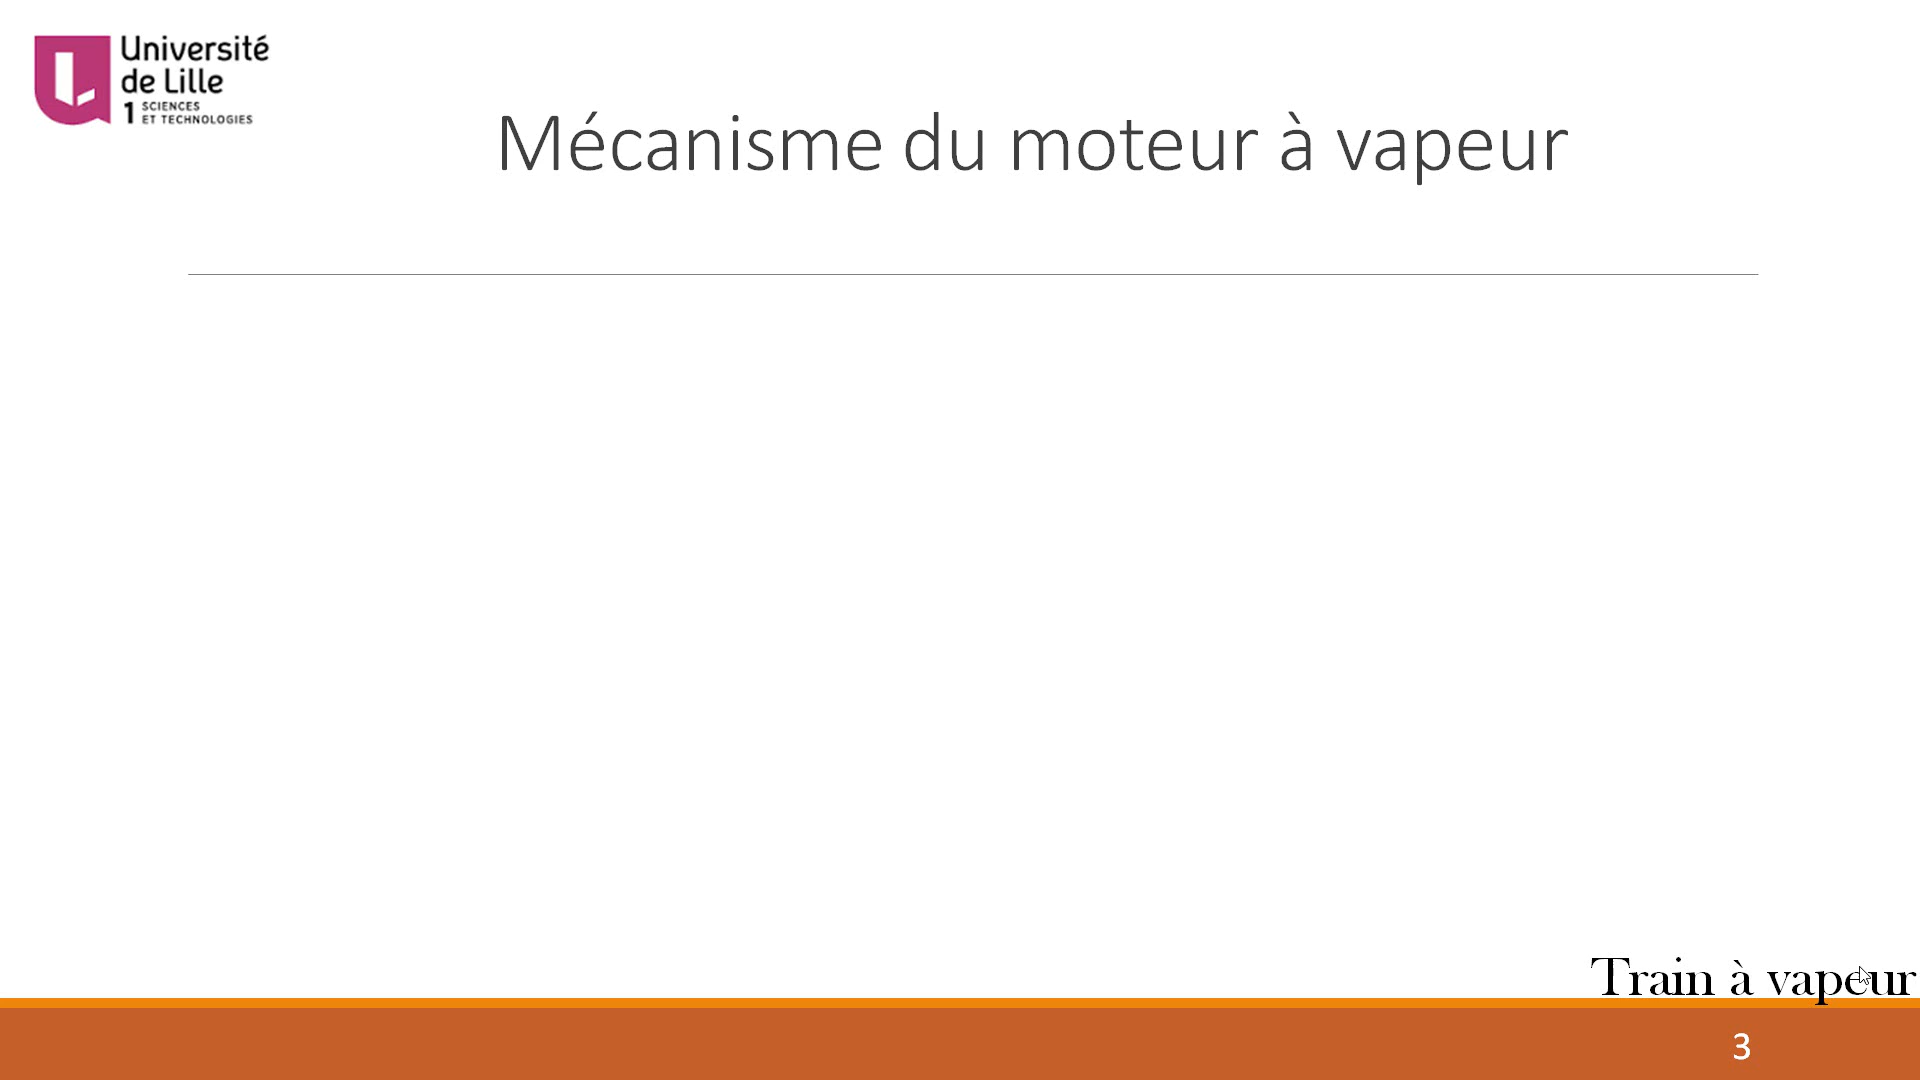 Université
de Lille
1 SCIENCES
ET TECHNOLOGIES
Mécanisme du moteur à vapeur
Train à vapeur
3